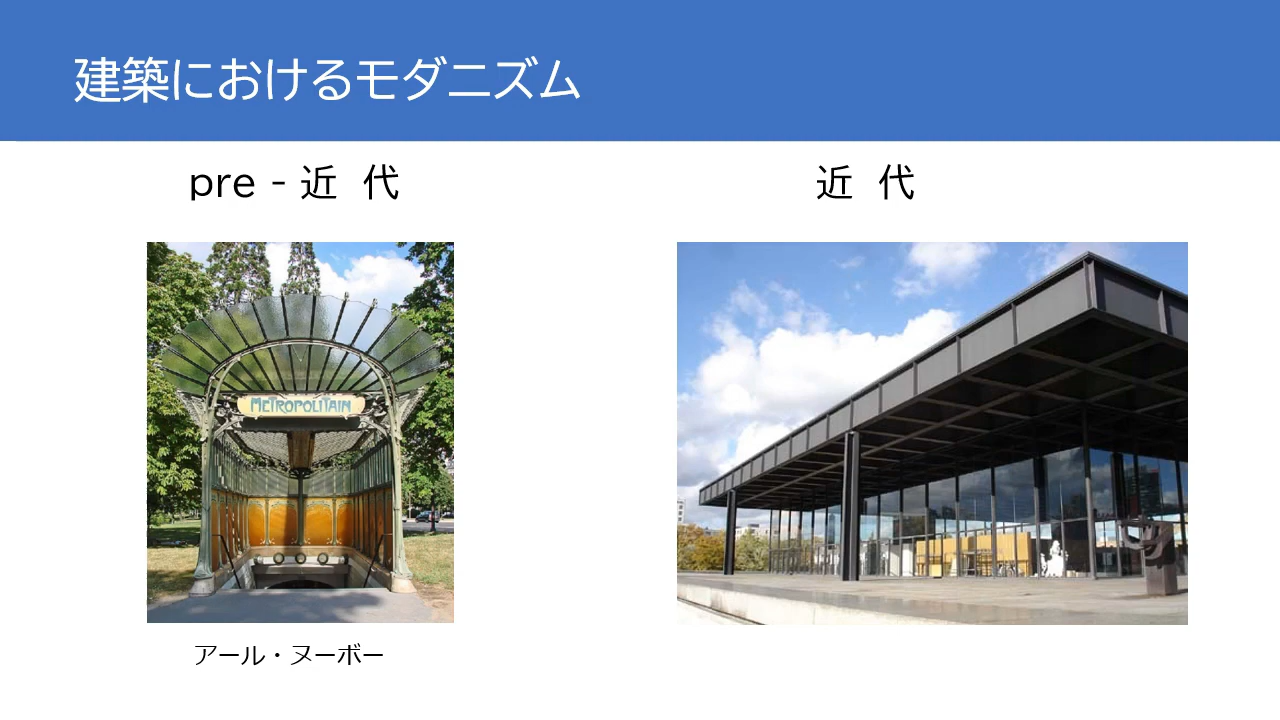 建築におけるモダニズム
pre - 近 代
近 代
METROPOLITAIN
アール・ヌーボー